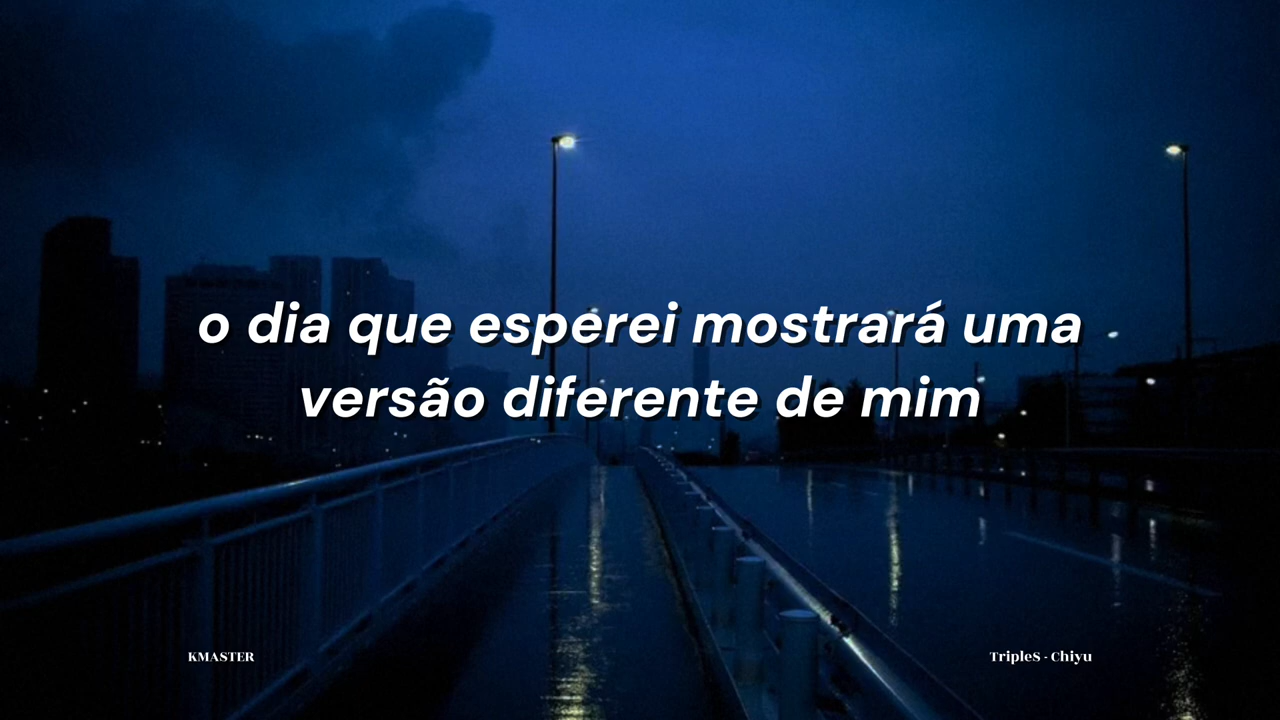 o dia que esperei mostrará uma
versão diferente de mim
KMASTER
TripleS - Chiyu